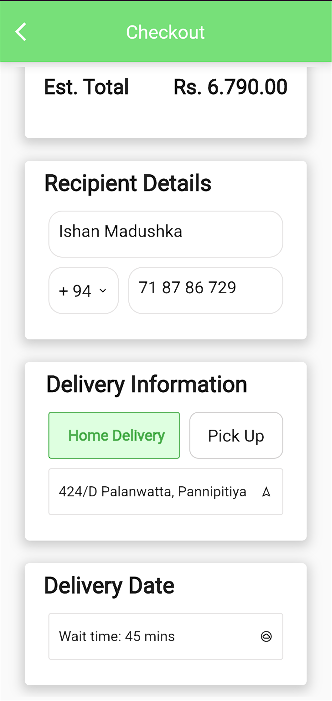 Checkout
Est. Total Rs. 6.790.00
Recipient Details
Ishan Madushka
+ 94 71 87 86 729
Delivery Information
Home Delivery Pick Up
424/D Palanwatta, Pannipitiya
Delivery Date
Wait time: 45 mins